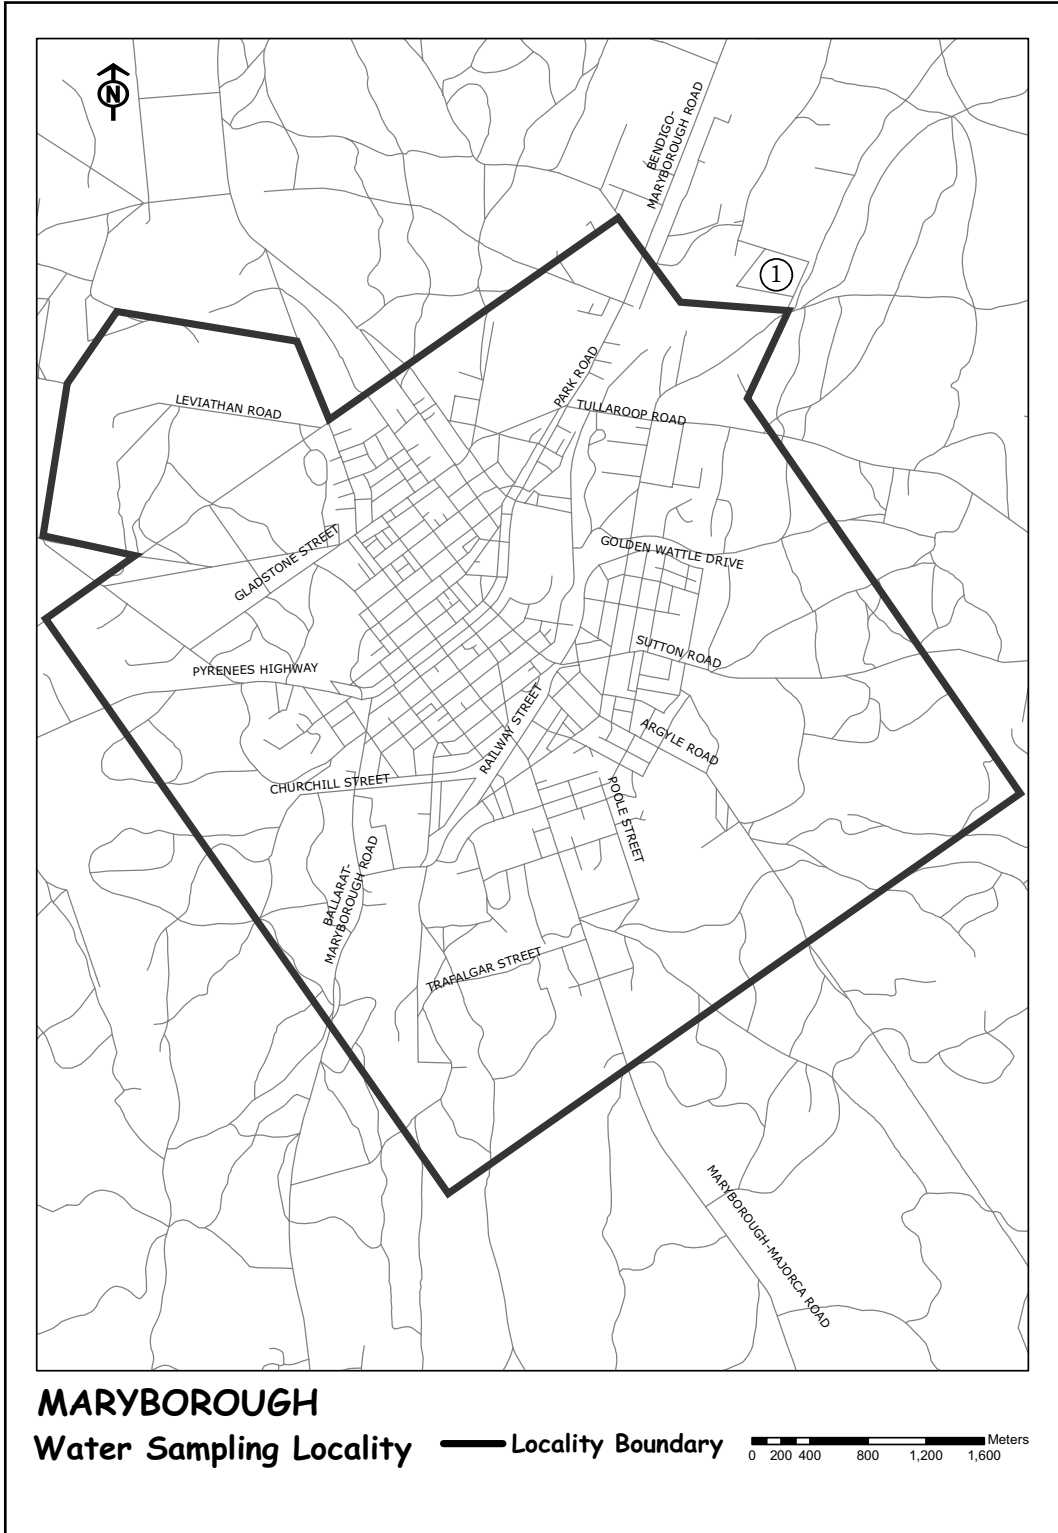 N
BENDIGO-
MARYBOROUGH ROAD
1
PARK ROAD
LEVIATHAN ROAD
TULLAROOP ROAD
GLADSTONE STREET
GOLDEN WATTLE DRIVE
SUTTON ROAD
PYRENEES HIGHWAY
RAILWAY STREET
ARGYLE ROAD
CHURCHILL STREET
POOLE STREET
BALLARAT-
MARYBOROUGH ROAD
TRAFALGAR STREET
MARYBOROUGH-MAJORCA ROAD
MARYBOROUGH
Water Sampling Locality
Locality Boundary
Meters
0 200 400 800 1,200 1,600